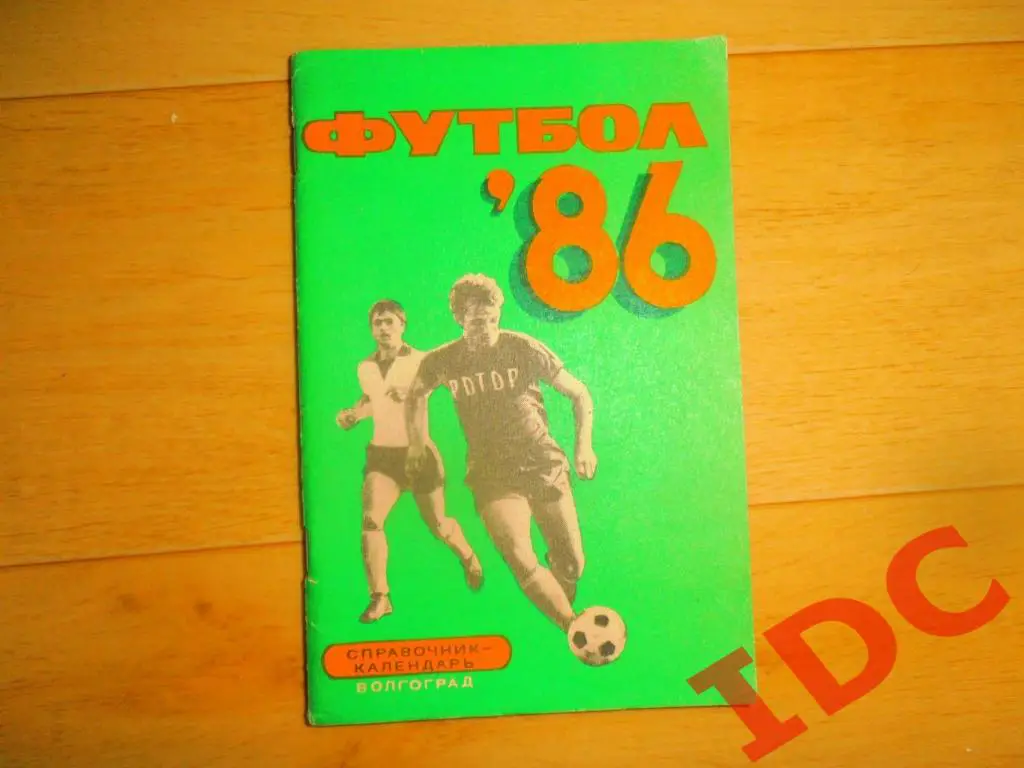 ФУТБОЛ
'86
РОТОР
СПРАВОЧНИК-
КАЛЕНДАРЬ
ВОЛГОГРАД
IDC